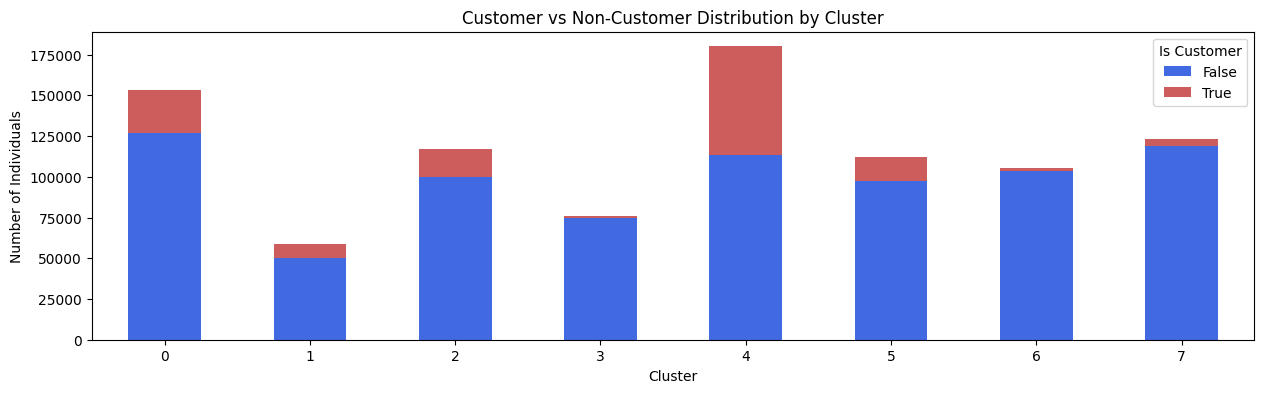 Customer vs Non-Customer Distribution by Cluster
Is Customer
False
True
Number of Individuals
175000
150000
125000
100000
75000
50000
25000
0
0 1 2 3 4 5 6 7
Cluster